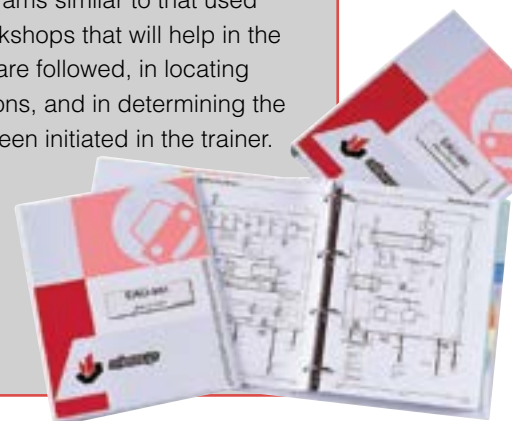 ams similar to that used
kshops that will help in the
are followed, in locating
ons, and in determining the
een initiated in the trainer.